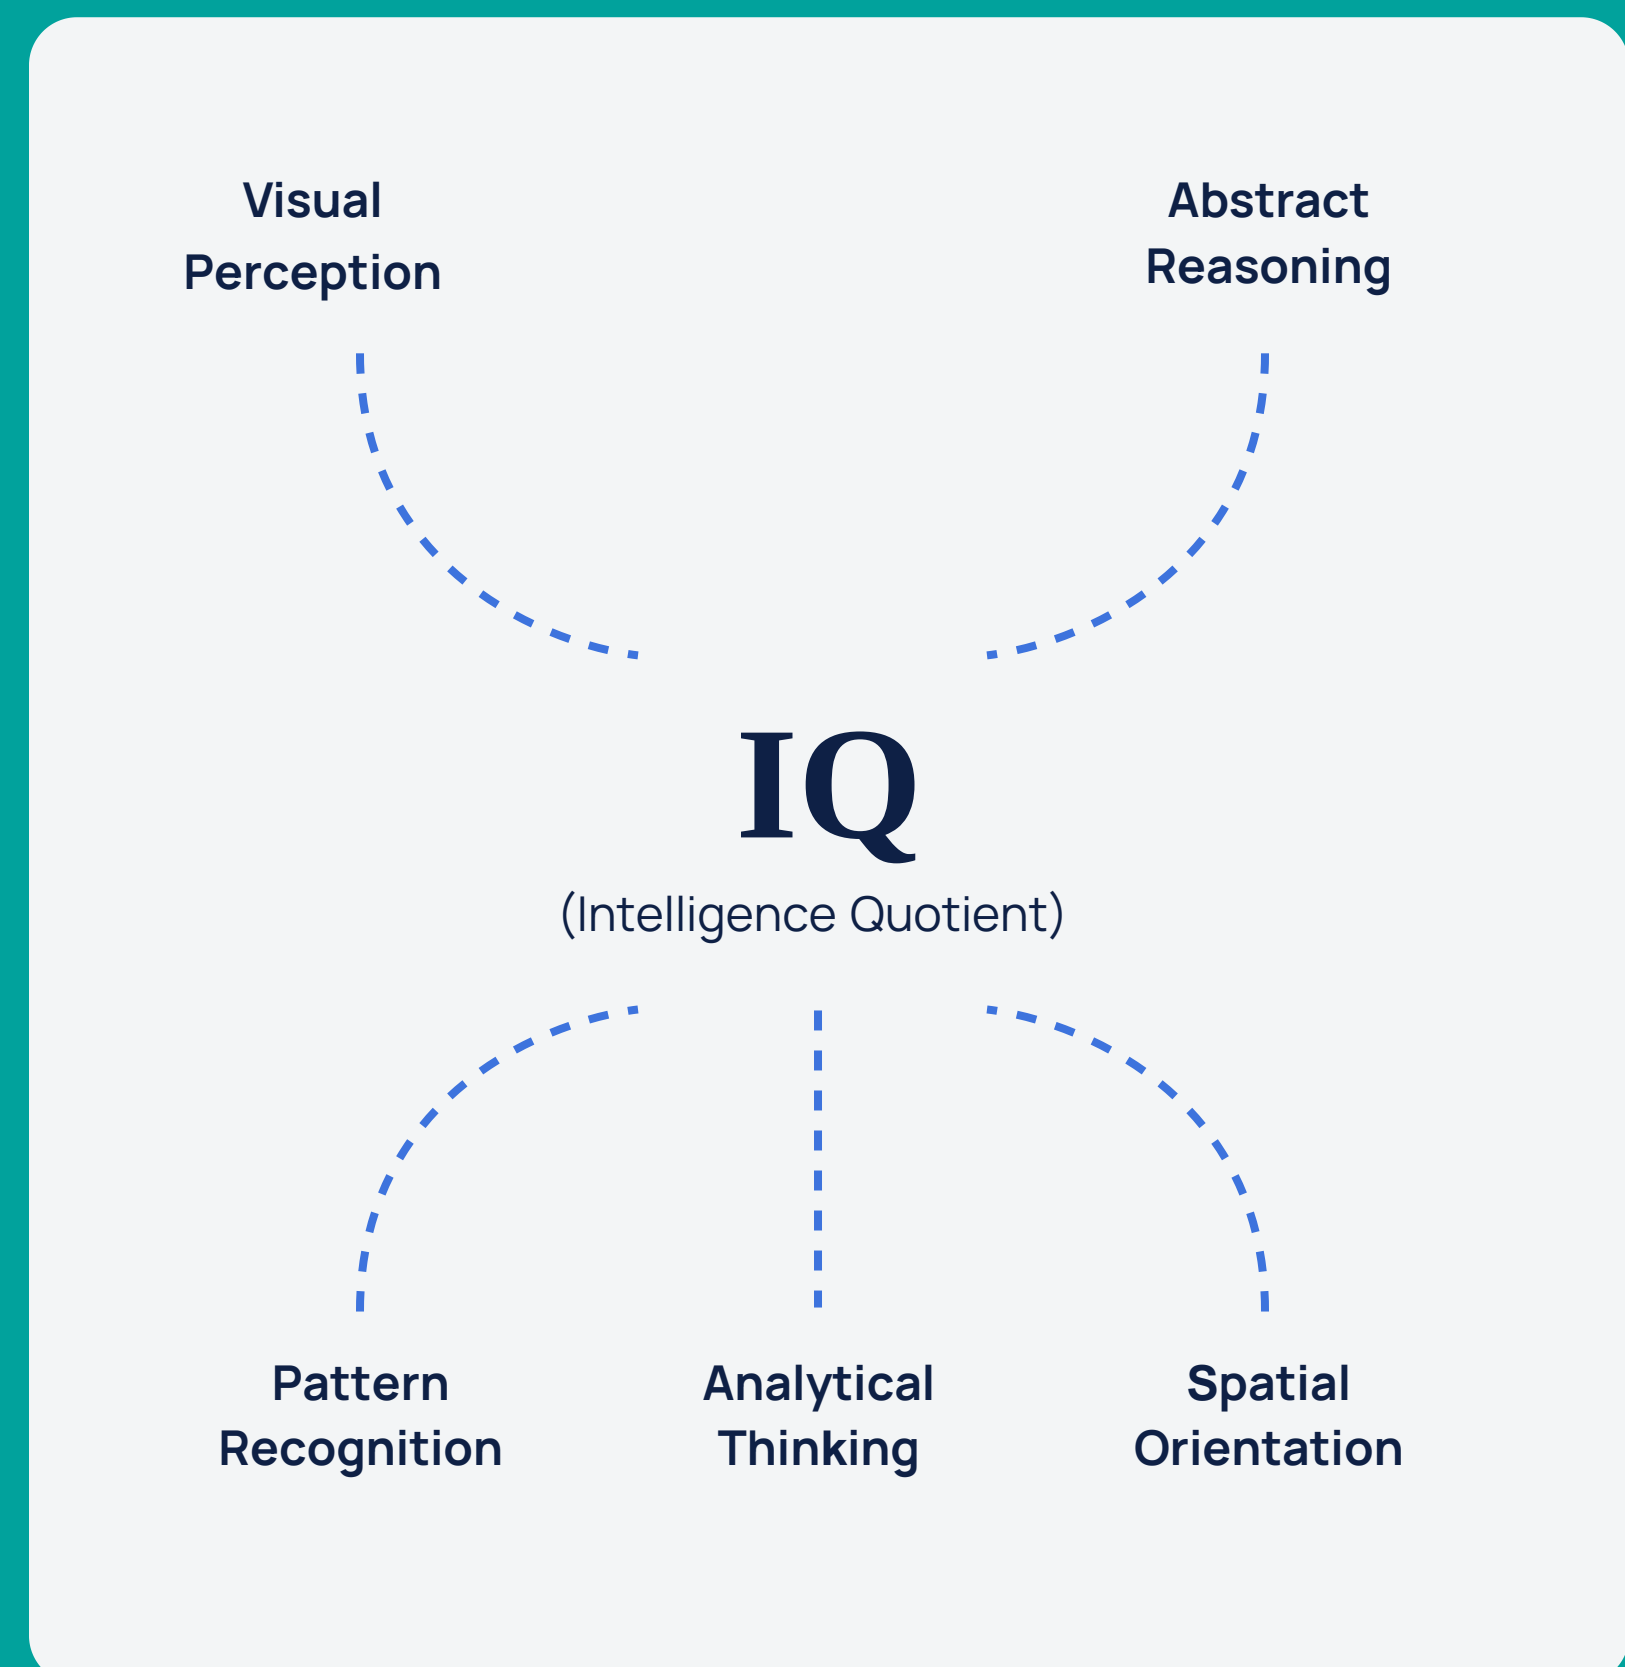 Visual
Perception
Abstract
Reasoning
IQ
(Intelligence Quotient)
Pattern
Recognition
Analytical
Thinking
Spatial
Orientation